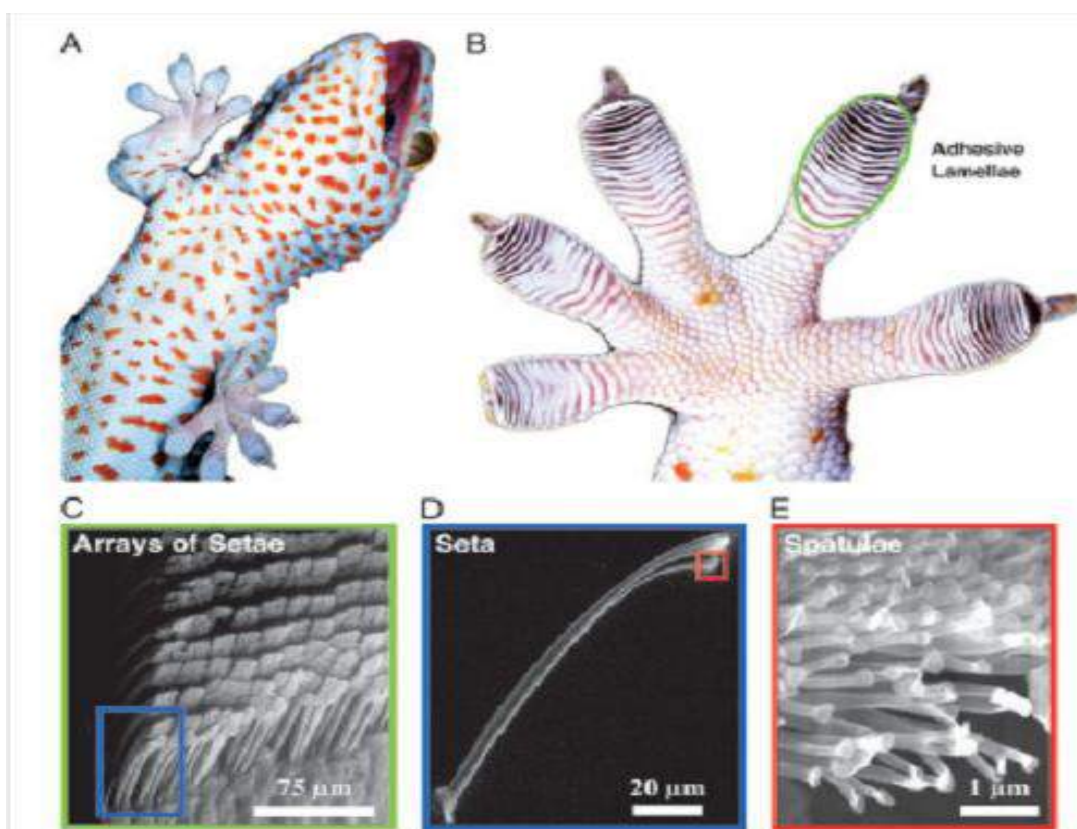 A
B
Adhesive
Lamellae
C
D
E
Arrays of Setae
Seta
Spatulae
75 μm
20 μm
1 μm